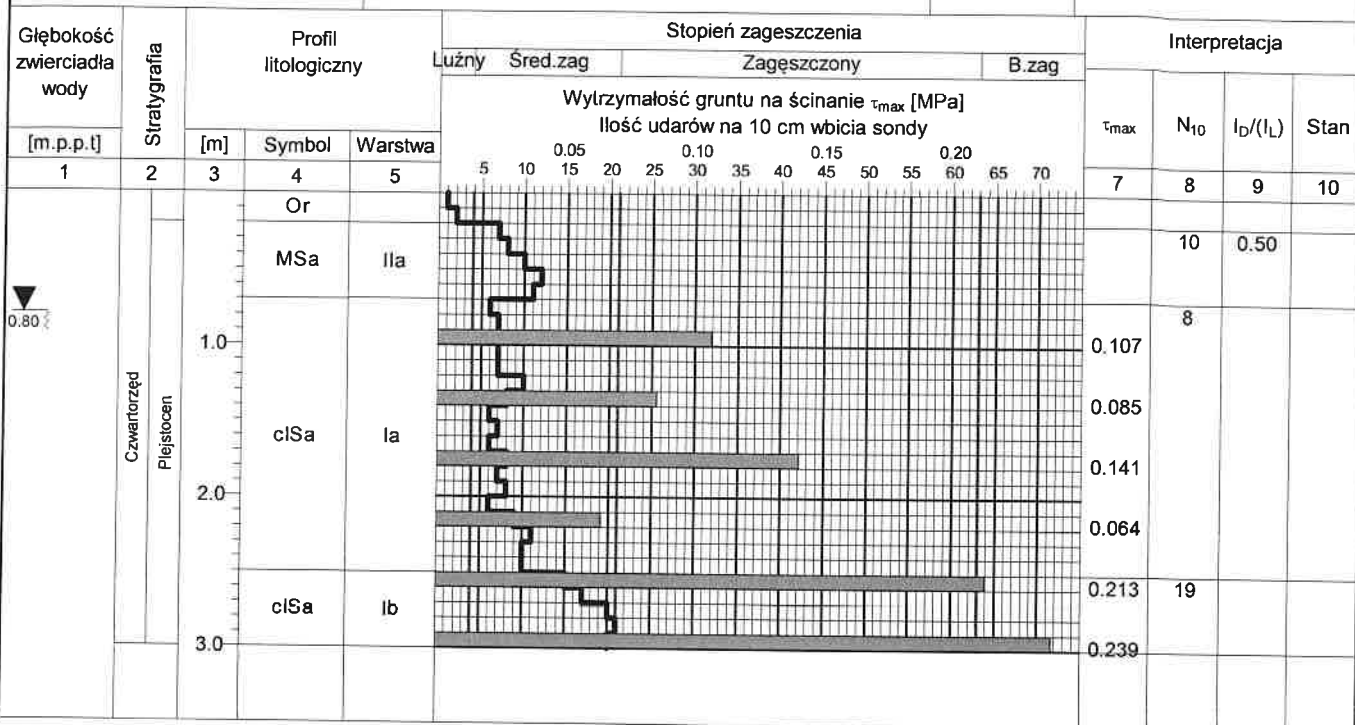 Głębokość zwierciadła wody
[m.p.p.t]
1
Stratygrafia
2
Profil litologiczny
[m]
Symbol
Warstwa
3
4
5
Stopień zagęszczenia
Luźny
Śred.zag
Zagęszczony
B.zag
Wytrzymałość gruntu na ścinanie τmax [MPa]
Ilość udarów na 10 cm wbicia sondy
0.05 0.10 0.15 0.20
5 10 15 20 25 30 35 40 45 50 55 60 65 70
Interpretacja
τmax
N10
ID/(IL)
Stan
7
8
9
10
Or
MSa
IIa
10
0.50
0.80
8
1.0
0.107
0.085
Czwartorzęd
Plejstocen
clSa
Ia
0.141
2.0
0.064
clSa
Ib
0.213
19
3.0
0.239